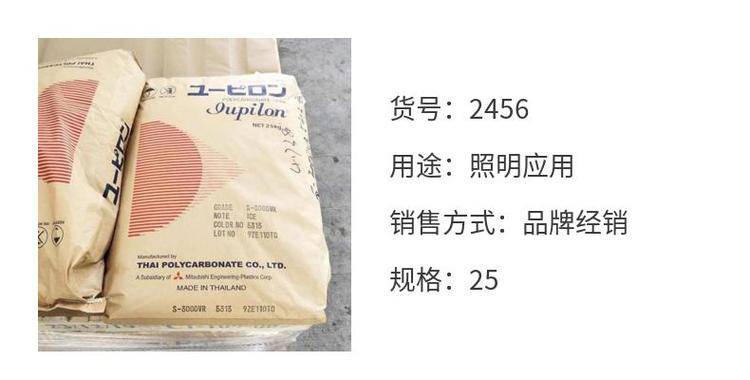 ユーピロン
POLYCARBONATE
Iupilon
NET 25kg
GRADE S-3000VR
NOTE ICE
COLOR NO 5313
LOT NO 9ZE110TG
Manufactured by
THAI POLYCARBONATE CO., LTD.
A Subsidiary of Mitsubishi Engineering-Plastics Corp.
MADE IN THAILAND
S-3000VR 5313 9ZE110TG
货号：2456
用途：照明应用
销售方式：品牌经销
规格：25